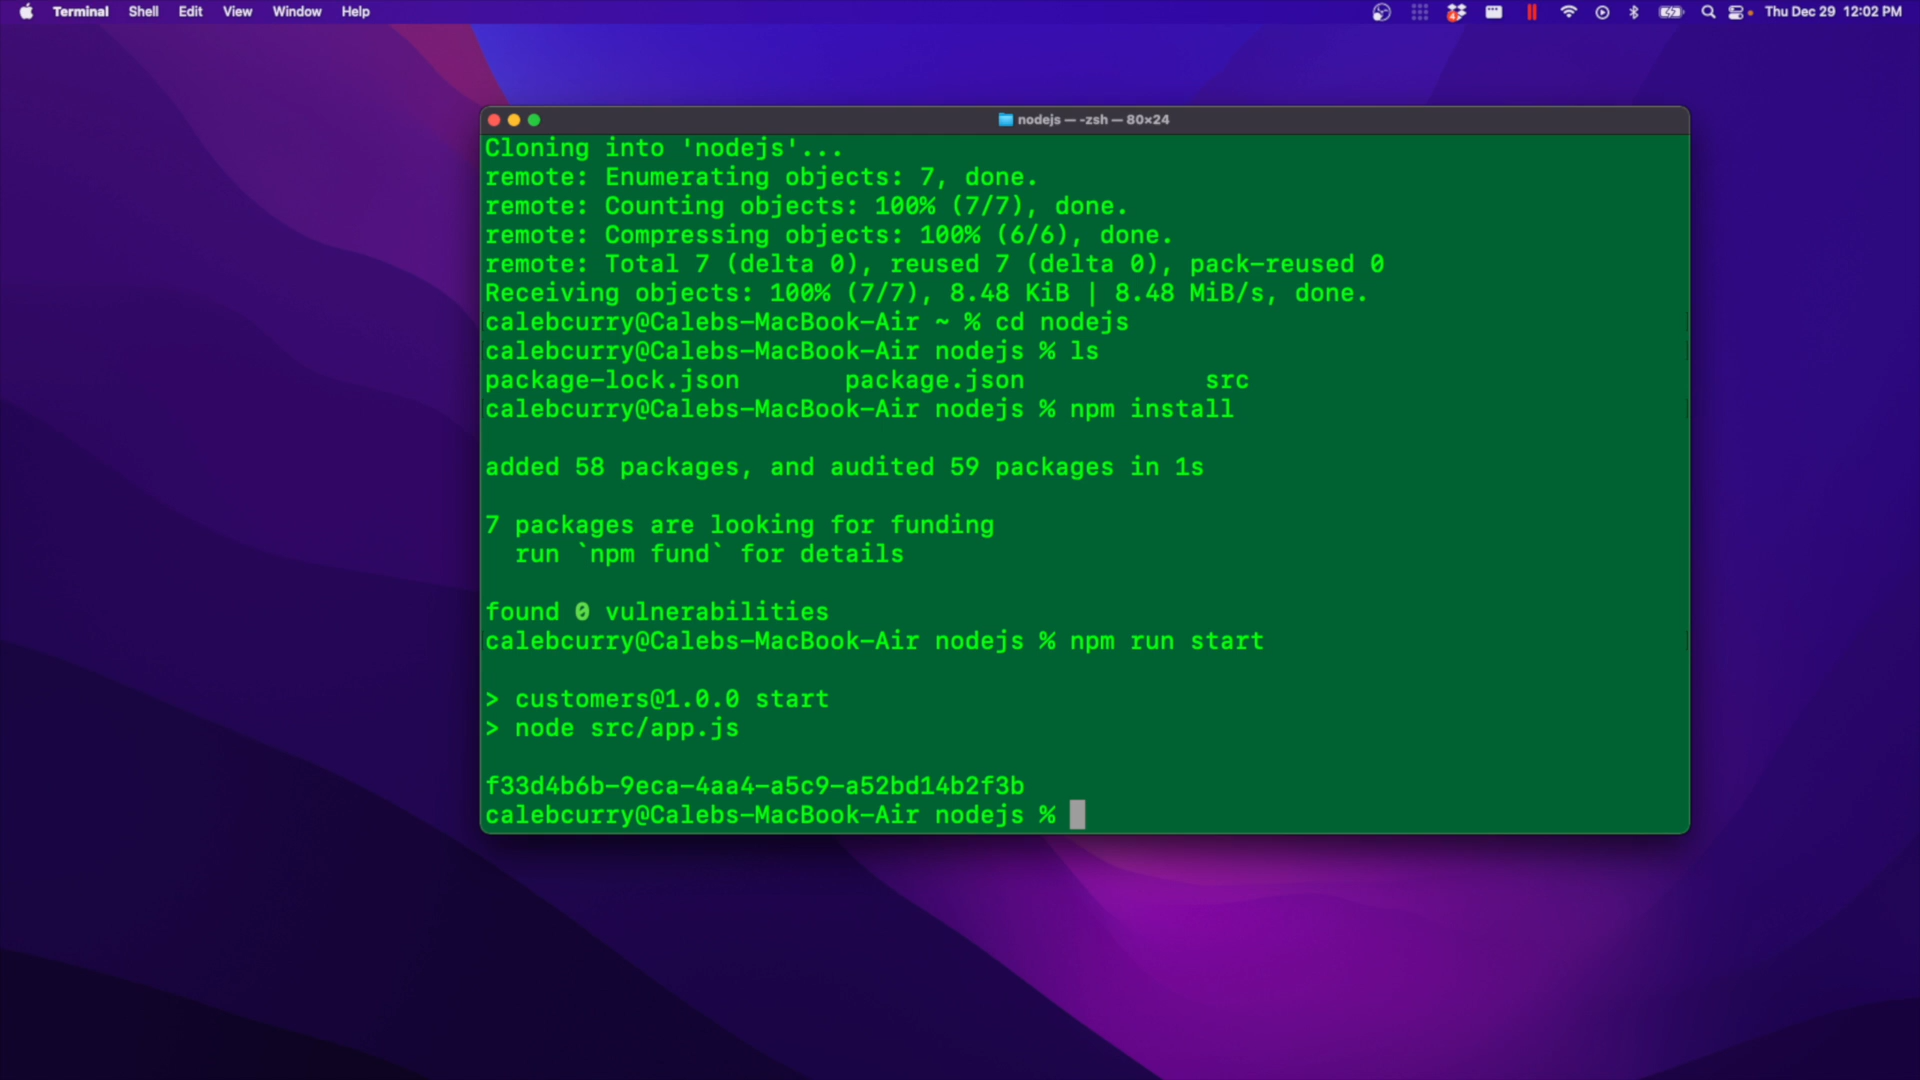 Terminal Shell Edit View Window Help Thu Dec 29 12:02 PM
nodejs — -zsh — 80×24
Cloning into 'nodejs'...
remote: Enumerating objects: 7, done.
remote: Counting objects: 100% (7/7), done.
remote: Compressing objects: 100% (6/6), done.
remote: Total 7 (delta 0), reused 7 (delta 0), pack-reused 0
Receiving objects: 100% (7/7), 8.48 KiB | 8.48 MiB/s, done.
calebcurry@Calebs-MacBook-Air ~ % cd nodejs
calebcurry@Calebs-MacBook-Air nodejs % ls
package-lock.json package.json src
calebcurry@Calebs-MacBook-Air nodejs % npm install
added 58 packages, and audited 59 packages in 1s
7 packages are looking for funding
run `npm fund` for details
found 0 vulnerabilities
calebcurry@Calebs-MacBook-Air nodejs % npm run start
> customers@1.0.0 start
> node src/app.js
f33d4b6b-9eca-4aa4-a5c9-a52bd14b2f3b
calebcurry@Calebs-MacBook-Air nodejs %